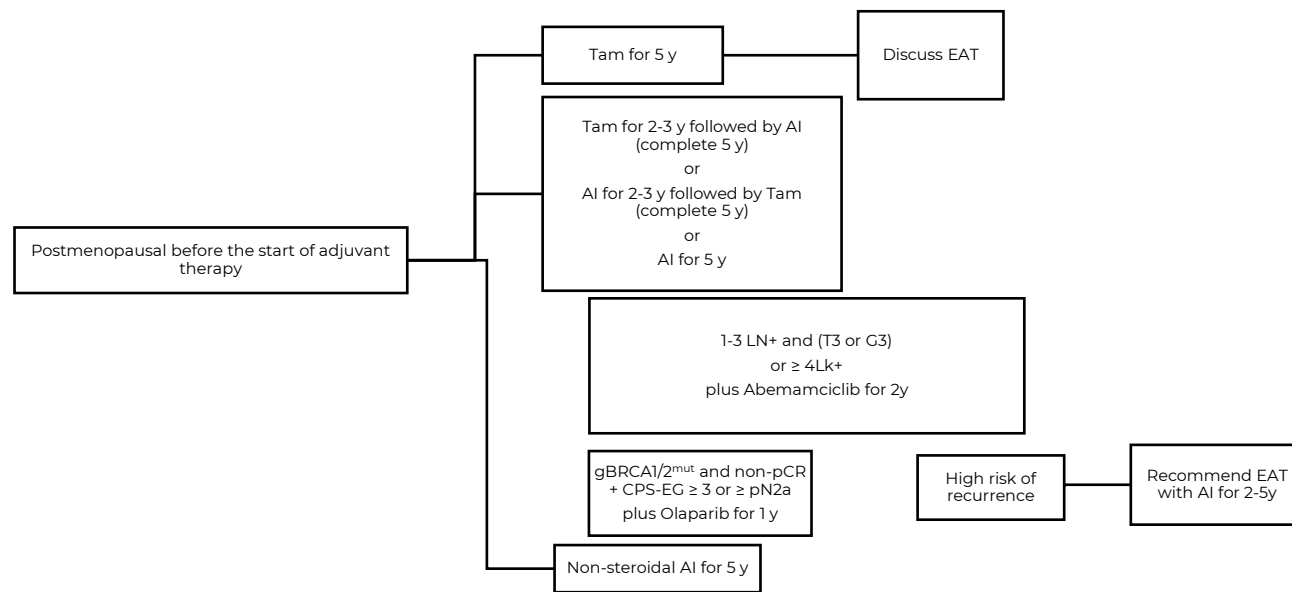 Tam for 5 y
Discuss EAT
Tam for 2-3 y followed by AI
(complete 5 y)
or
AI for 2-3 y followed by Tam
(complete 5 y)
or
AI for 5 y
Postmenopausal before the start of adjuvant
therapy
1-3 LN+ and (T3 or G3)
or ≥ 4Lk+
plus Abemamciclib for 2y
gBRCA1/2mut and non-pCR
+ CPS-EG ≥ 3 or ≥ pN2a
plus Olaparib for 1 y
High risk of
recurrence
Recommend EAT
with AI for 2-5y
Non-steroidal AI for 5 y